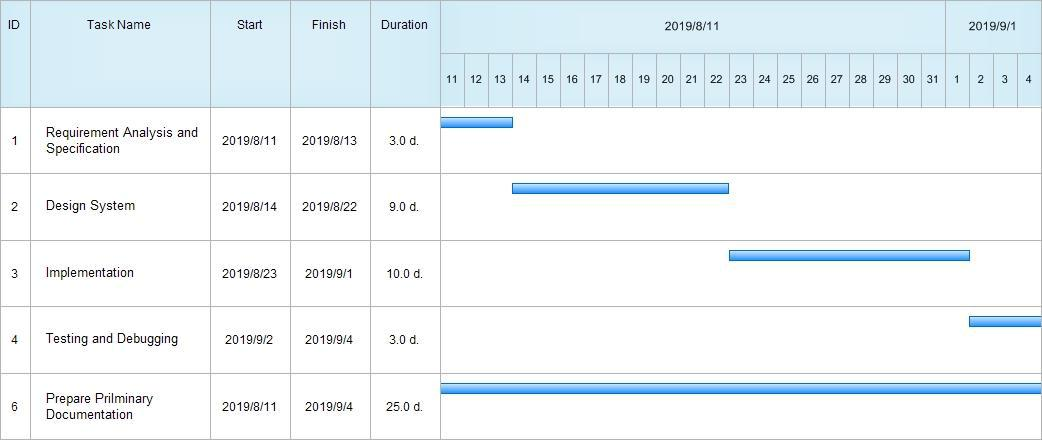 ID Task Name Start Finish Duration 2019/8/11 2019/9/1
11 12 13 14 15 16 17 18 19 20 21 22 23 24 25 26 27 28 29 30 31 1 2 3 4
1 Requirement Analysis and
Specification 2019/8/11 2019/8/13 3.0 d.
2 Design System 2019/8/14 2019/8/22 9.0 d.
3 Implementation 2019/8/23 2019/9/1 10.0 d.
4 Testing and Debugging 2019/9/2 2019/9/4 3.0 d.
6 Prepare Prilminary
Documentation 2019/8/11 2019/9/4 25.0 d.